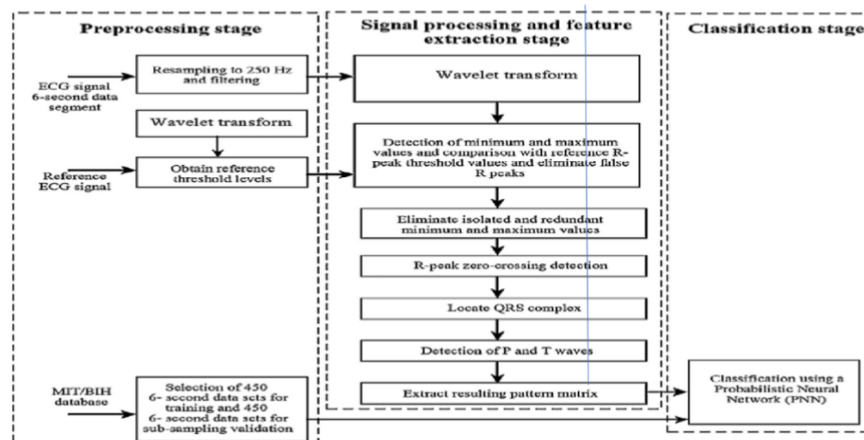 Preprocessing stage
ECG signal
6-second data
segment
Resampling to 250 Hz
and filtering
Wavelet transform
Reference
ECG signal
Obtain reference
threshold levels
MIT/BIH
database
Selection of 450
6- second data sets for
training and 450
6- second data sets for
sub-sampling validation
Signal processing and feature
extraction stage
Wavelet transform
Detection of minimum and maximum
values and comparison with reference R-
peak threshold values and eliminate false
R peaks
Eliminate isolated and redundant
minimum and maximum values
R-peak zero-crossing detection
Locate QRS complex
Detection of P and T waves
Extract resulting pattern matrix
Classification stage
Classification using a
Probabilistic Neural
Network (PNN)